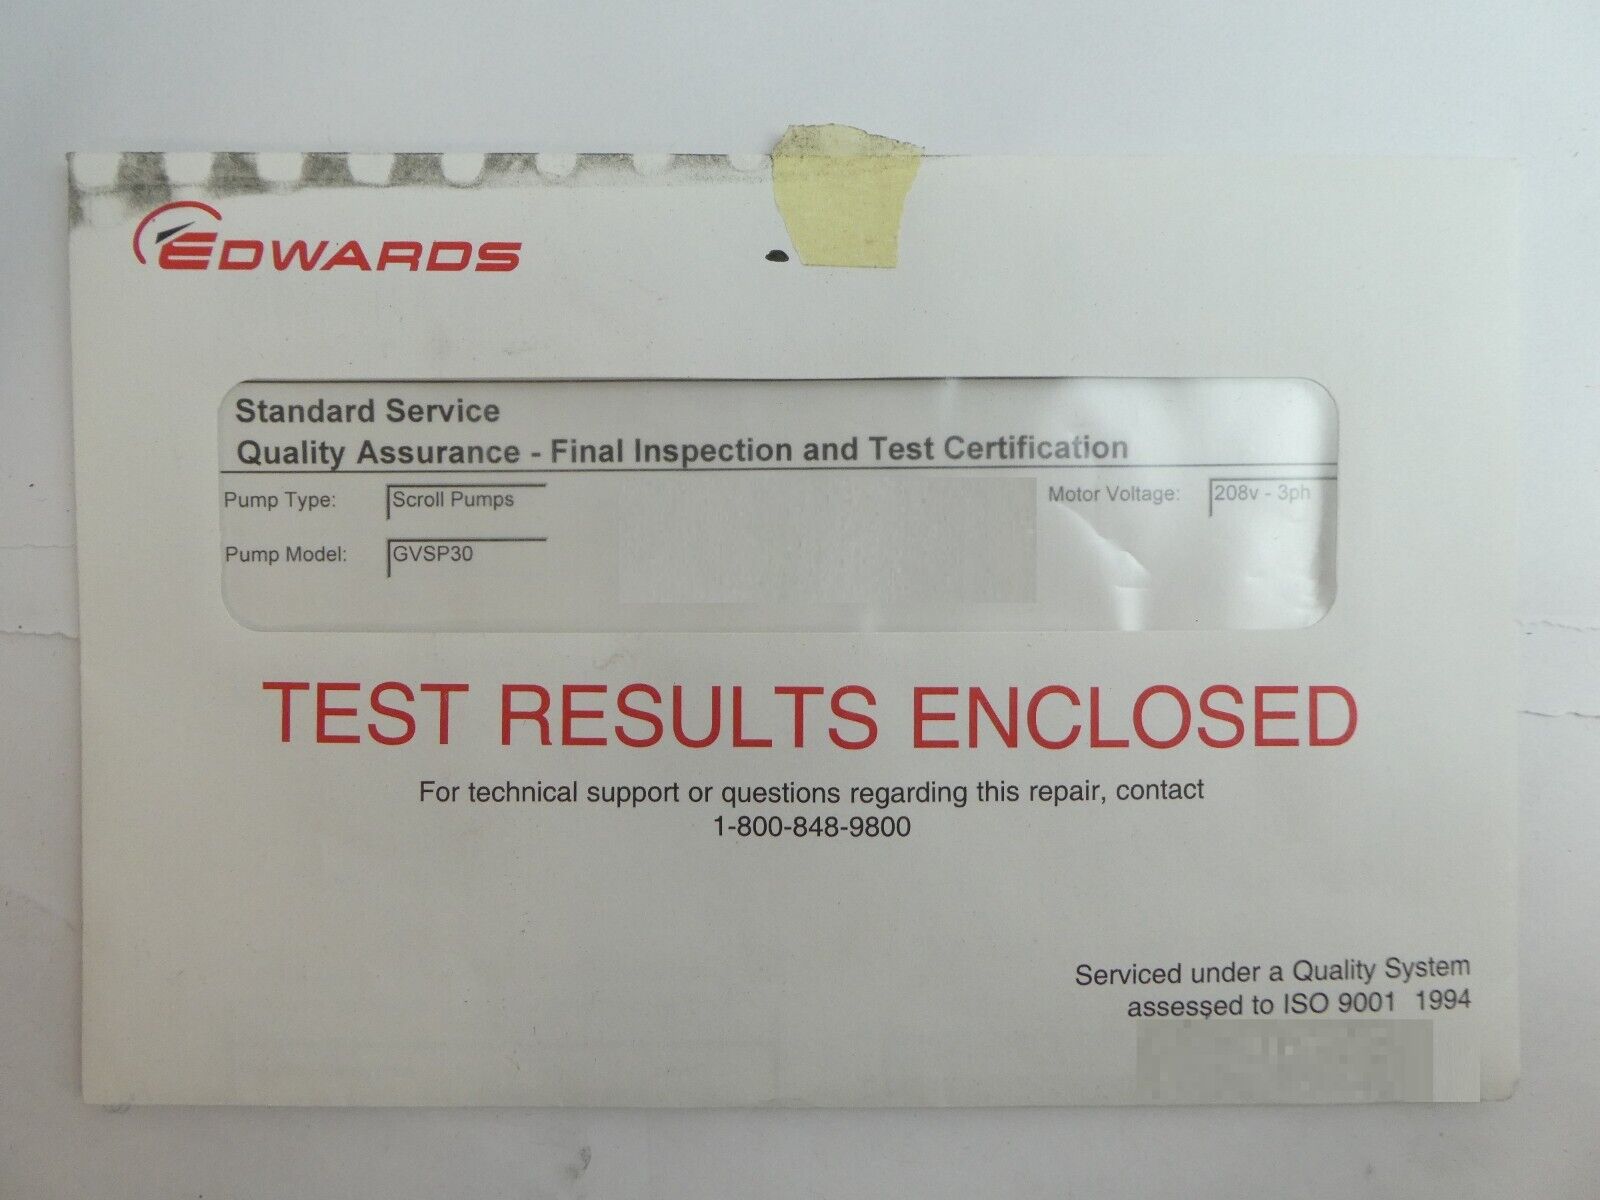 EDWARDS
Standard Service
Quality Assurance - Final Inspection and Test Certification
Pump Type: Scroll Pumps Motor Voltage: 208v - 3ph
Pump Model: GVSP30
TEST RESULTS ENCLOSED
For technical support or questions regarding this repair, contact
1-800-848-9800
Serviced under a Quality System
assessed to ISO 9001 1994